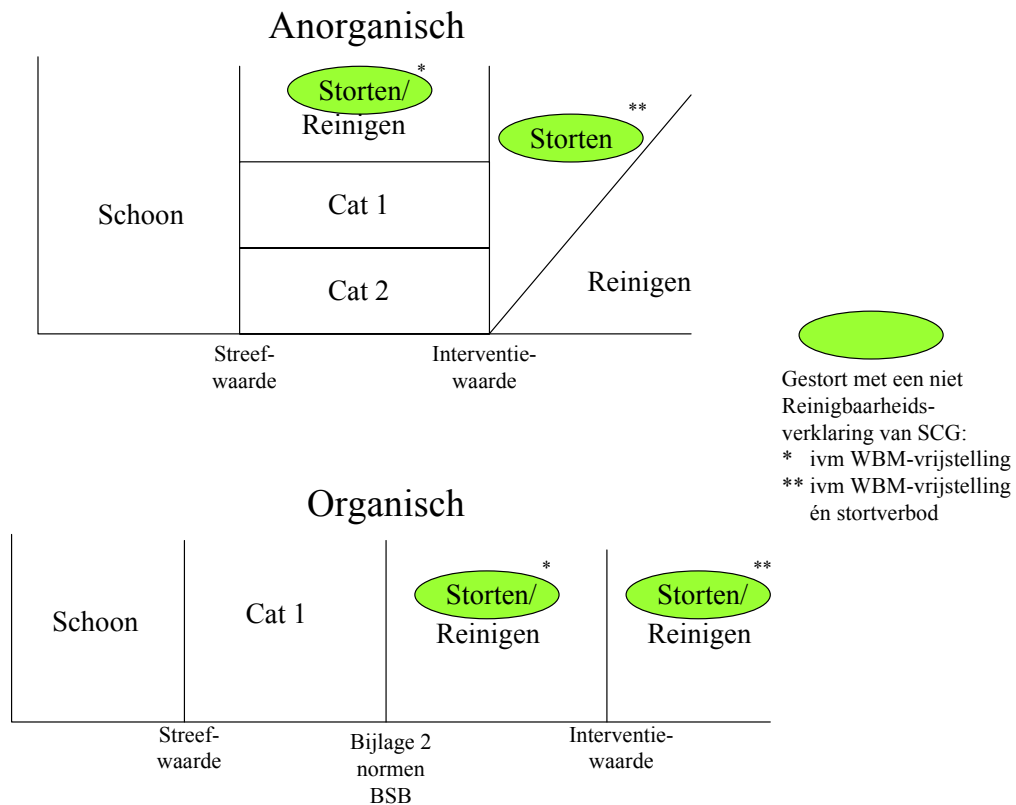 Anorganisch
*
Storten/
Reinigen
**
Storten
Schoon
Cat 1
Cat 2
Reinigen
Streef-
waarde
Interventie-
waarde
Gestort met een niet
Reinigbaarheids-
verklaring van SCG:
* ivm WBM-vrijstelling
** ivm WBM-vrijstelling
én stortverbod
Organisch
Schoon
Cat 1
*
Storten/
Reinigen
**
Storten/
Reinigen
Streef-
waarde
Bijlage 2
normen
BSB
Interventie-
waarde